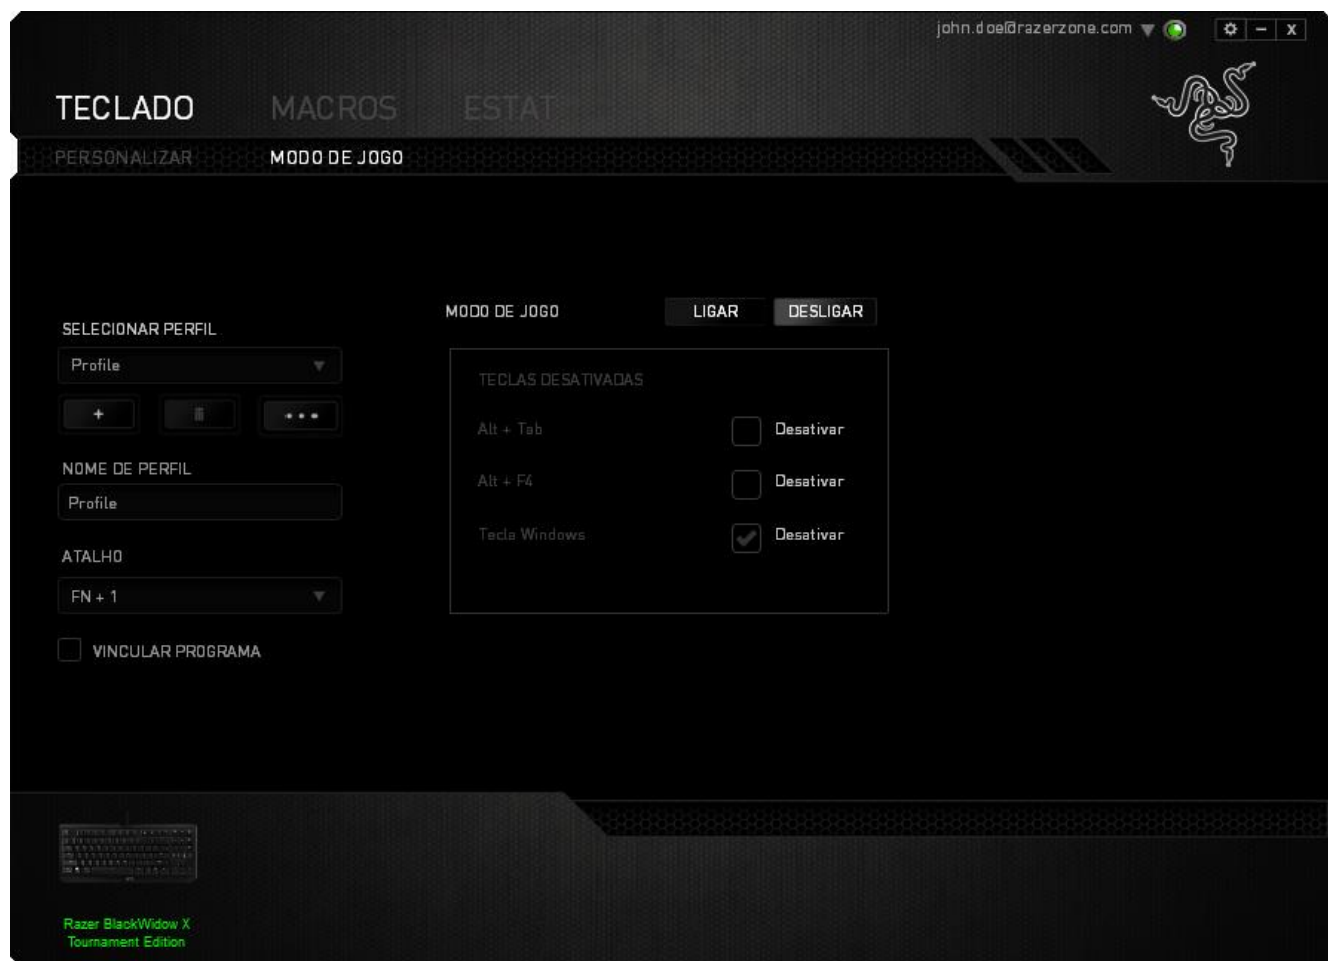 john.doe@razerzone.com
X
TECLADO MACROS ESTAT
PERSONALIZAR MODO DE JOGO
SELECIONAR PERFIL
Profile
+
NOME DE PERFIL
Profile
ATALHO
FN + 1
VINCULAR PROGRAMA
MODO DE JOGO LIGAR DESLIGAR
TECLAS DESATIVADAS
Alt + Tab Desativar
Alt + F4 Desativar
Tecla Windows Desativar
Razer BlackWidow X
Tournament Edition